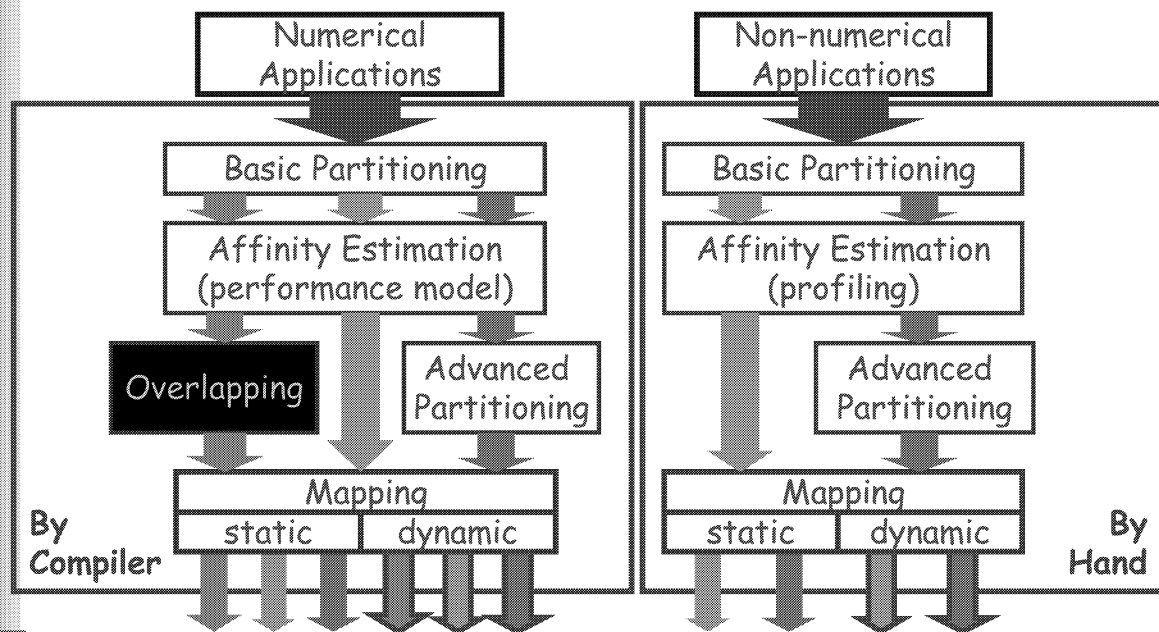 Numerical
Applications
Basic Partitioning
Affinity Estimation
(performance model)
Overlapping
Advanced
Partitioning
Mapping
static dynamic
By
Compiler
Non-numerical
Applications
Basic Partitioning
Affinity Estimation
(profiling)
Advanced
Partitioning
Mapping
static dynamic
By
Hand